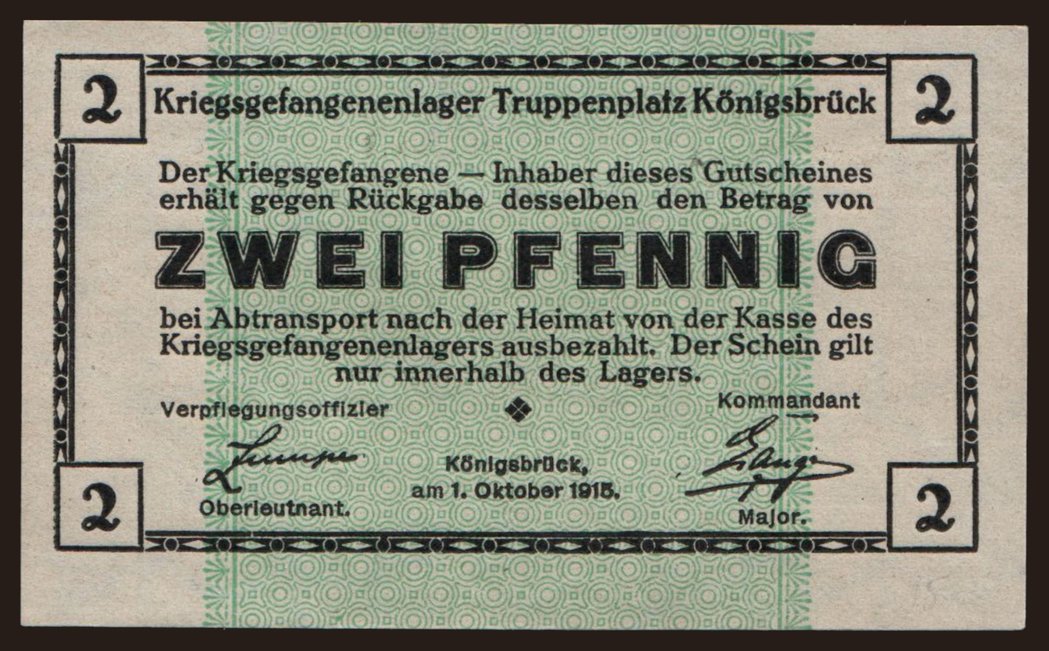 2 Kriegsgefangenenlager Truppenplatz Königsbrück 2
Der Kriegsgefangene — Inhaber dieses Gutscheines
erhält gegen Rückgabe desselben den Betrag von
ZWEI PFENNIG
bei Abtransport nach der Heimat von der Kasse des
Kriegsgefangenenlagers ausbezahlt. Der Schein gilt
nur innerhalb des Lagers.
Verpflegungsoffizier
Kommandant
Königsbrück,
am 1. Oktober 1915.
Oberleutnant.
Major.
2 2